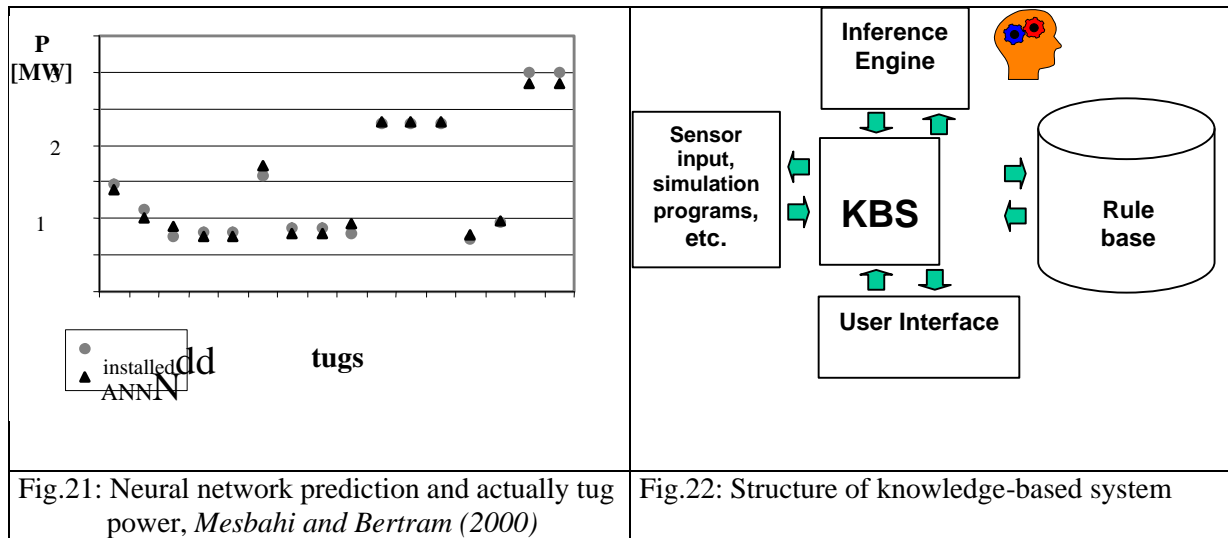 P
[MW]
3
2
1
installed
dd
ANN
N
tugs
Inference
Engine
Sensor
input,
simulation
programs,
etc.
KBS
Rule
base
User Interface
Fig.21: Neural network prediction and actually tug
power, Mesbahi and Bertram (2000)
Fig.22: Structure of knowledge-based system